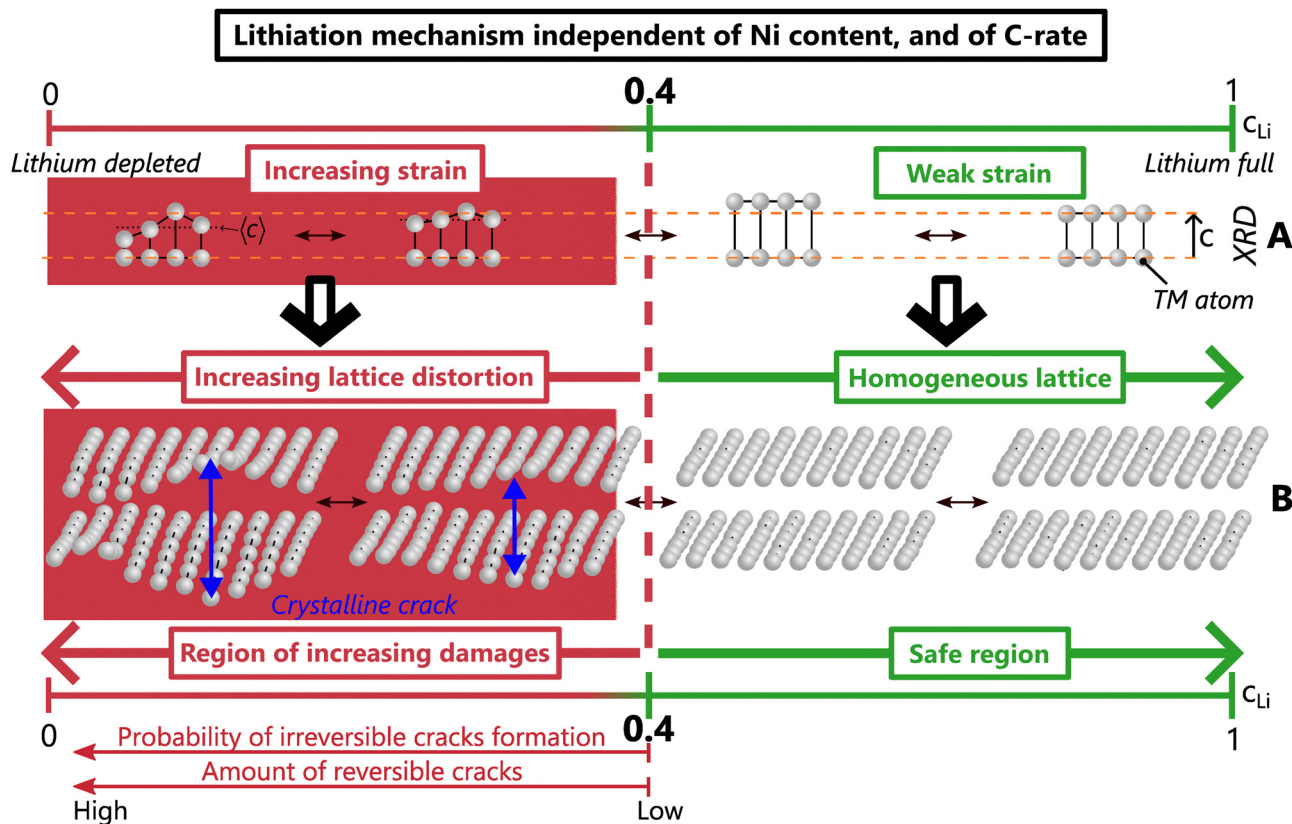 Lithiation mechanism independent of Ni content, and of C-rate
0
0.4
1
c_Li
Lithium depleted
Increasing strain
Weak strain
Lithium full
⟨c⟩
c
XRD
A
TM atom
Increasing lattice distortion
Homogeneous lattice
B
Crystalline crack
Region of increasing damages
Safe region
c_Li
0
0.4
1
Probability of irreversible cracks formation
Amount of reversible cracks
High
Low